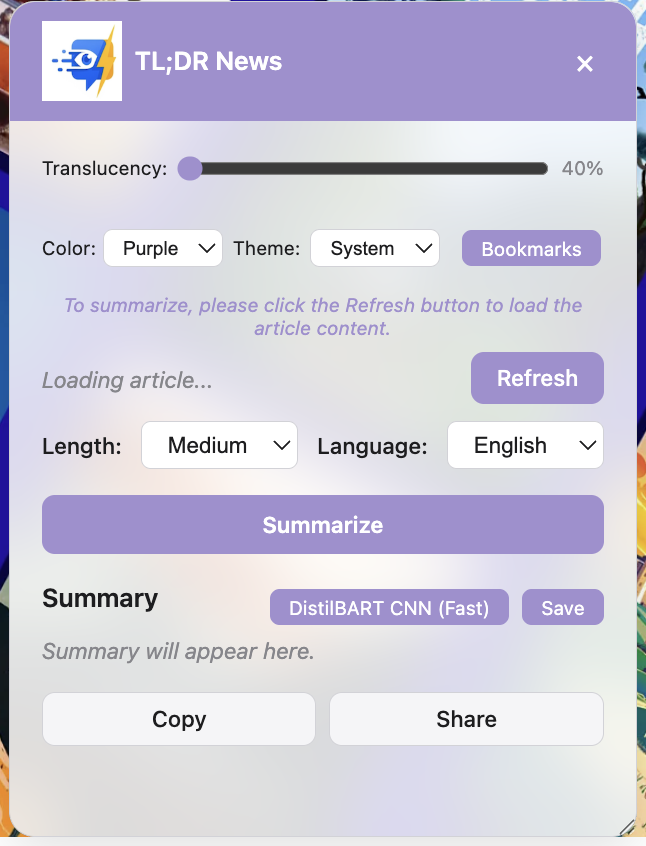 TL;DR News ×
Translucency: 40%
Color: Purple Theme: System Bookmarks
To summarize, please click the Refresh button to load the
article content.
Loading article... Refresh
Length: Medium Language: English
Summarize
Summary DistilBART CNN (Fast) Save
Summary will appear here.
Copy Share